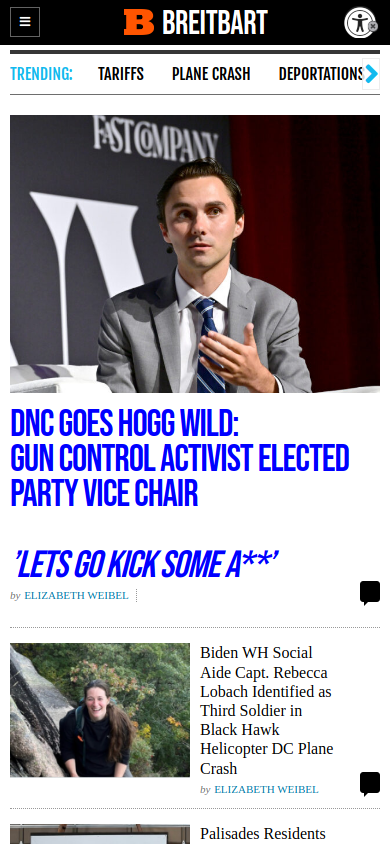 BREITBART
TRENDING: TARIFFS PLANE CRASH DEPORTATIONS
FAST COMPANY
DNC GOES HOGG WILD:
GUN CONTROL ACTIVIST ELECTED
PARTY VICE CHAIR
'LETS GO KICK SOME A**'
by ELIZABETH WEIBEL
Biden WH Social
Aide Capt. Rebecca
Lobach Identified as
Third Soldier in
Black Hawk
Helicopter DC Plane
Crash
by ELIZABETH WEIBEL
Palisades Residents